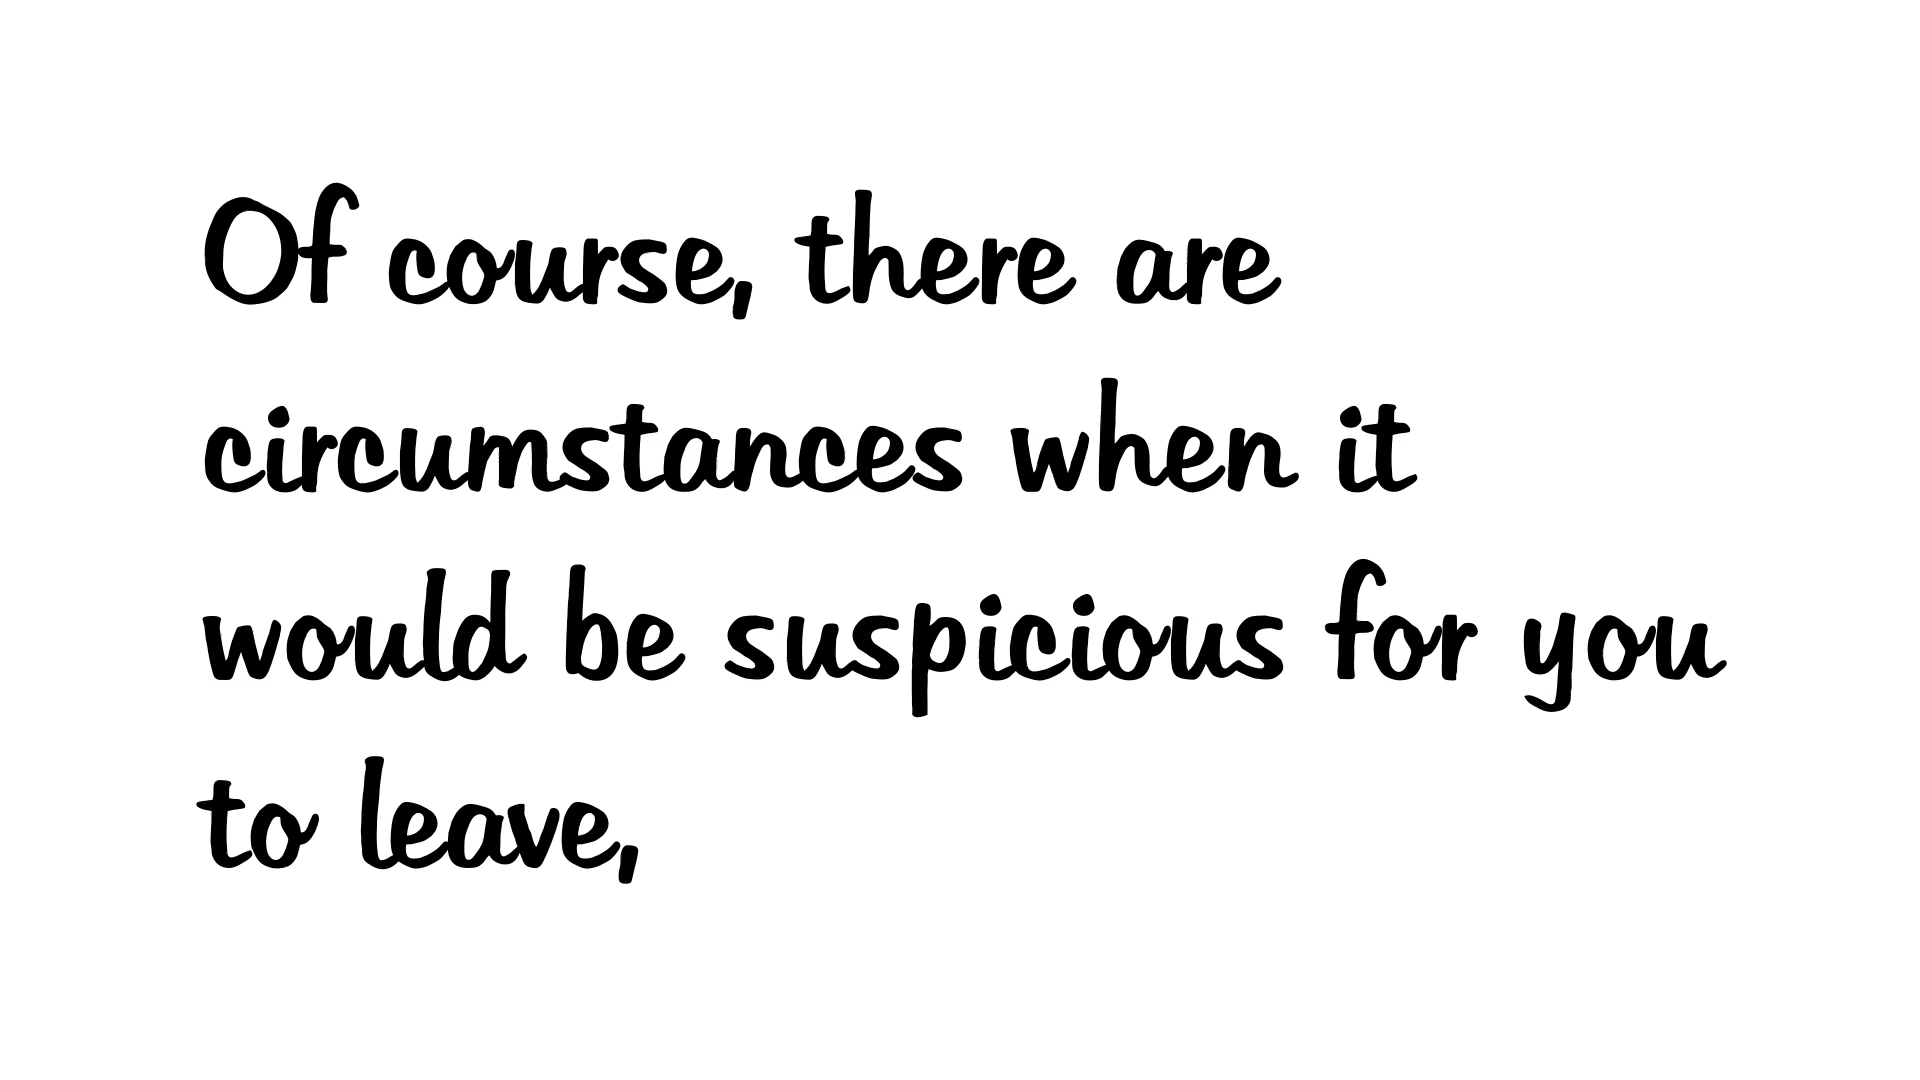 Of course, there are
circumstances when it
would be suspicious for you
to leave,